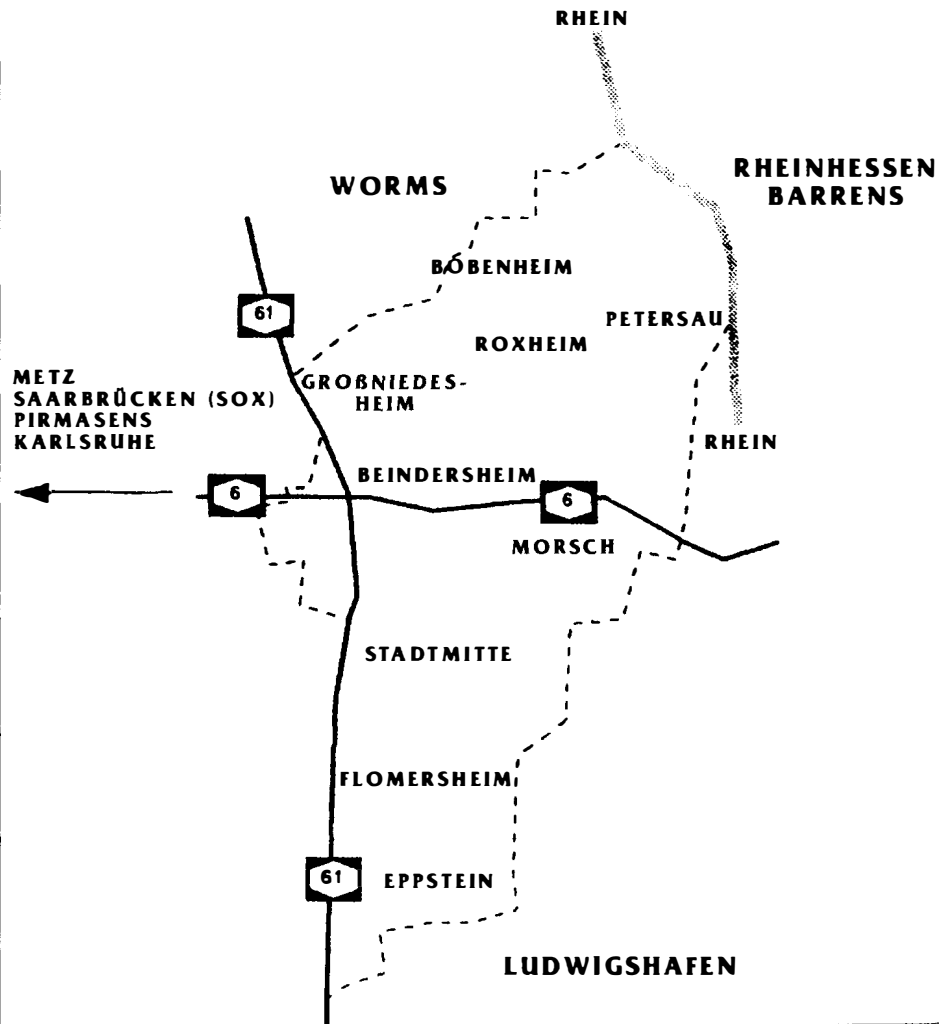 RHEIN
RHEINHESSEN
BARRENS
WORMS
BÖBENHEIM
61
PETERSAU
ROXHEIM
METZ
SAARBRÜCKEN (SOX)
PIRMASENS
KARLSRUHE
GROßNIEDES-
HEIM
RHEIN
BEINDERSHEIM
6
6
MORSCH
STADTMITTE
FLOMERSHEIM
61
EPPSTEIN
LUDWIGSHAFEN